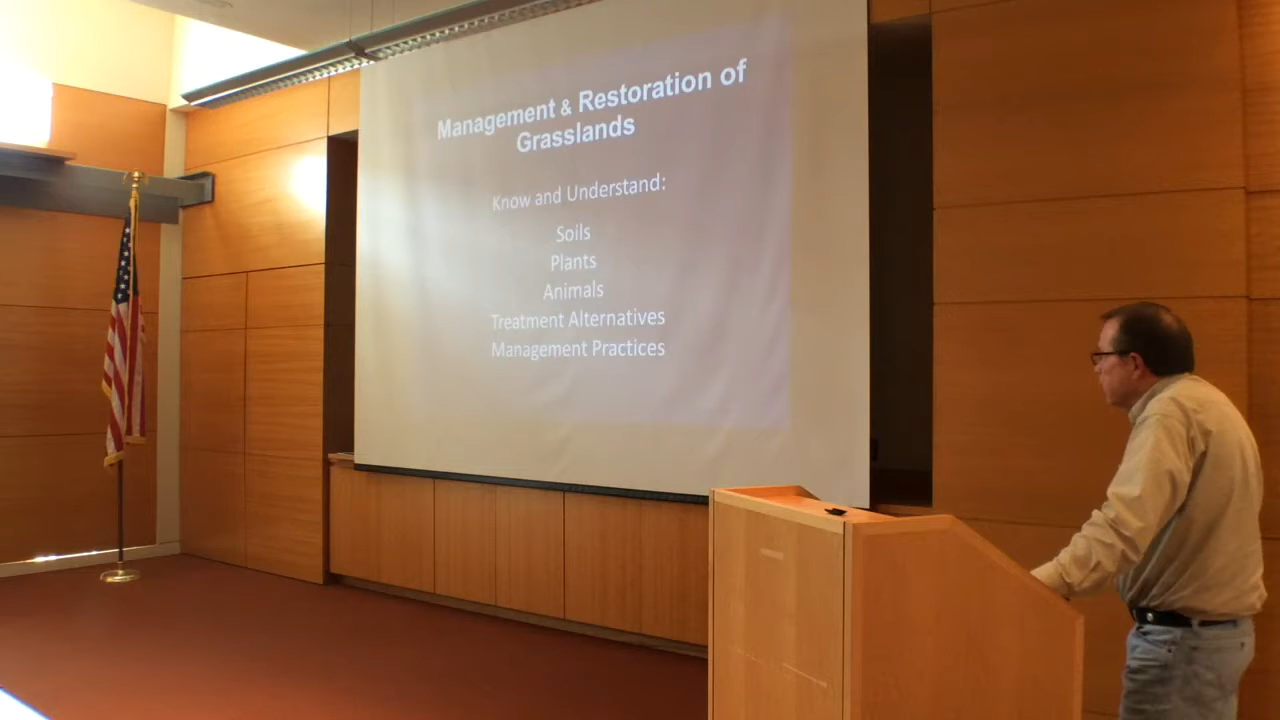 Management & Restoration of
Grasslands
Know and Understand:
Soils
Plants
Animals
Treatment Alternatives
Management Practices